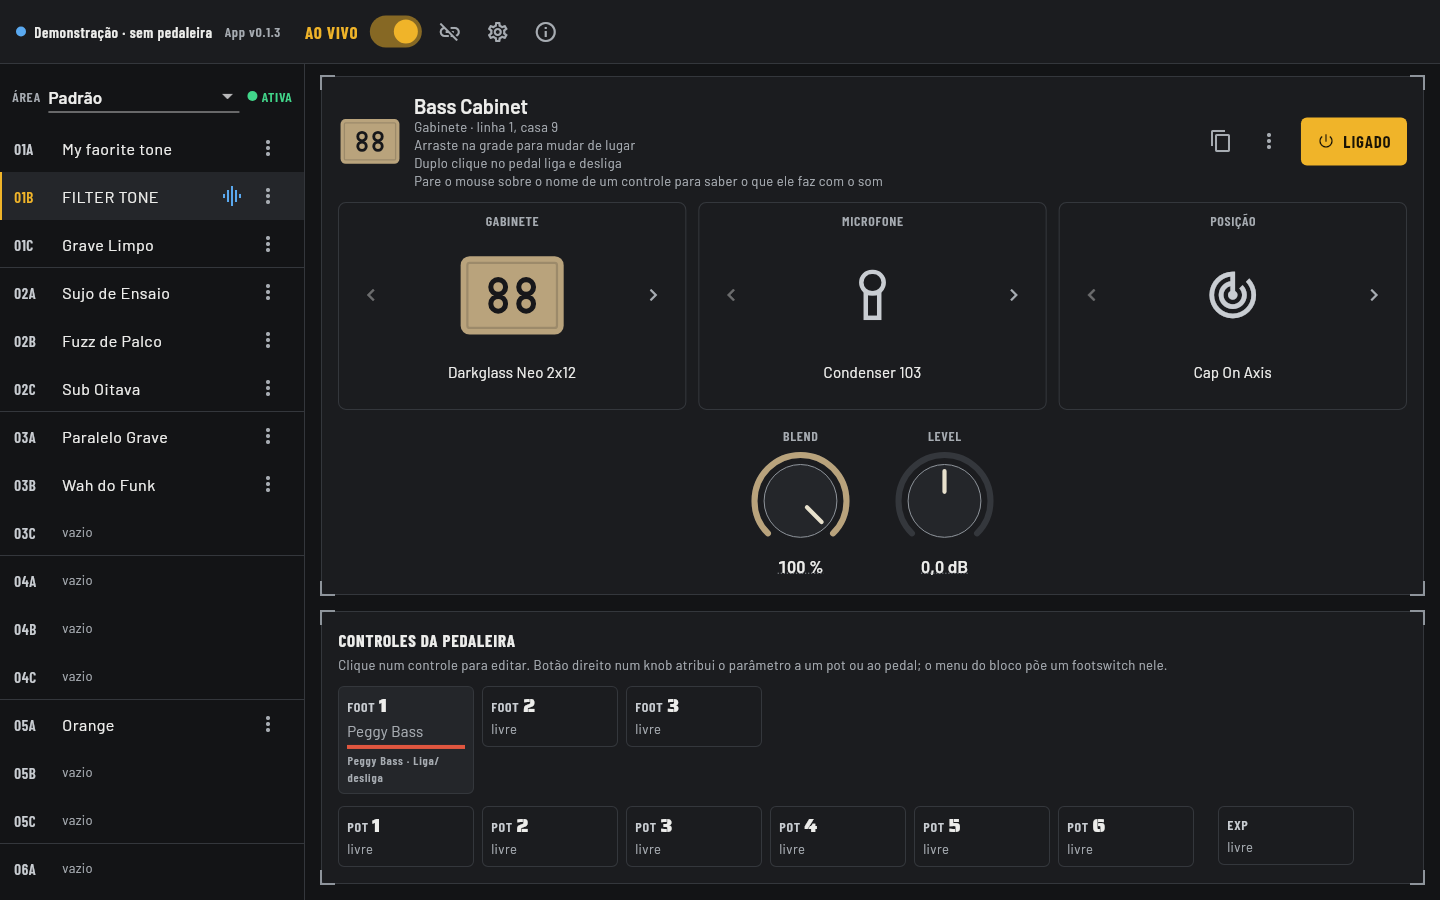 Demonstração · sem pedaleira App v0.1.3 AO VIVO
ÁREA Padrão ATIVA
01A My faorite tone
01B FILTER TONE
01C Grave Limpo
02A Sujo de Ensaio
02B Fuzz de Palco
02C Sub Oitava
03A Paralelo Grave
03B Wah do Funk
03C vazio
04A vazio
04B vazio
04C vazio
05A Orange
05B vazio
05C vazio
06A vazio
88
Bass Cabinet
Gabinete · linha 1, casa 9
Arraste na grade para mudar de lugar
Duplo clique no pedal liga e desliga
Pare o mouse sobre o nome de um controle para saber o que ele faz com o som
LIGADO
GABINETE
88
Darkglass Neo 2x12
MICROFONE
Condenser 103
POSIÇÃO
Cap On Axis
BLEND
100 %
LEVEL
0,0 dB
CONTROLES DA PEDALEIRA
Clique num controle para editar. Botão direito num knob atribui o parâmetro a um pot ou ao pedal; o menu do bloco põe um footswitch nele.
FOOT 1
Peggy Bass
Peggy Bass · Liga/
desliga
FOOT 2
livre
FOOT 3
livre
POT 1
livre
POT 2
livre
POT 3
livre
POT 4
livre
POT 5
livre
POT 6
livre
EXP
livre